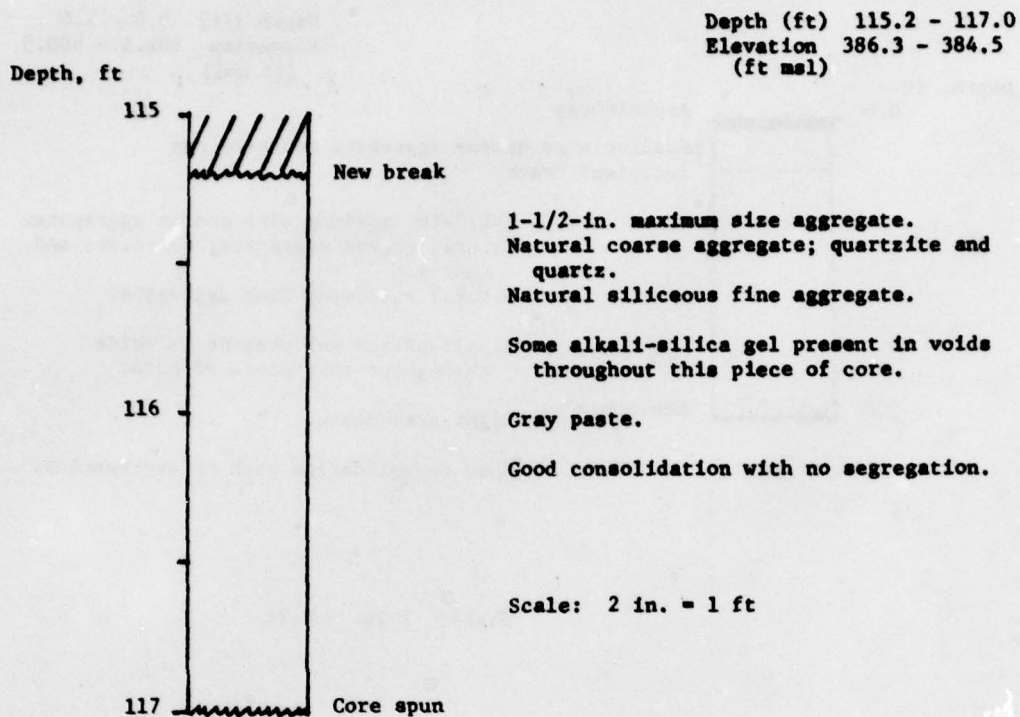 Depth (ft) 115.2 - 117.0
Elevation 386.3 - 384.5
(ft msl)
Depth, ft
115
New break
1-1/2-in. maximum size aggregate.
Natural coarse aggregate; quartzite and
quartz.
Natural siliceous fine aggregate.
Some alkali-silica gel present in voids
throughout this piece of core.
116
Gray paste.
Good consolidation with no segregation.
Scale: 2 in. = 1 ft
117
Core spun